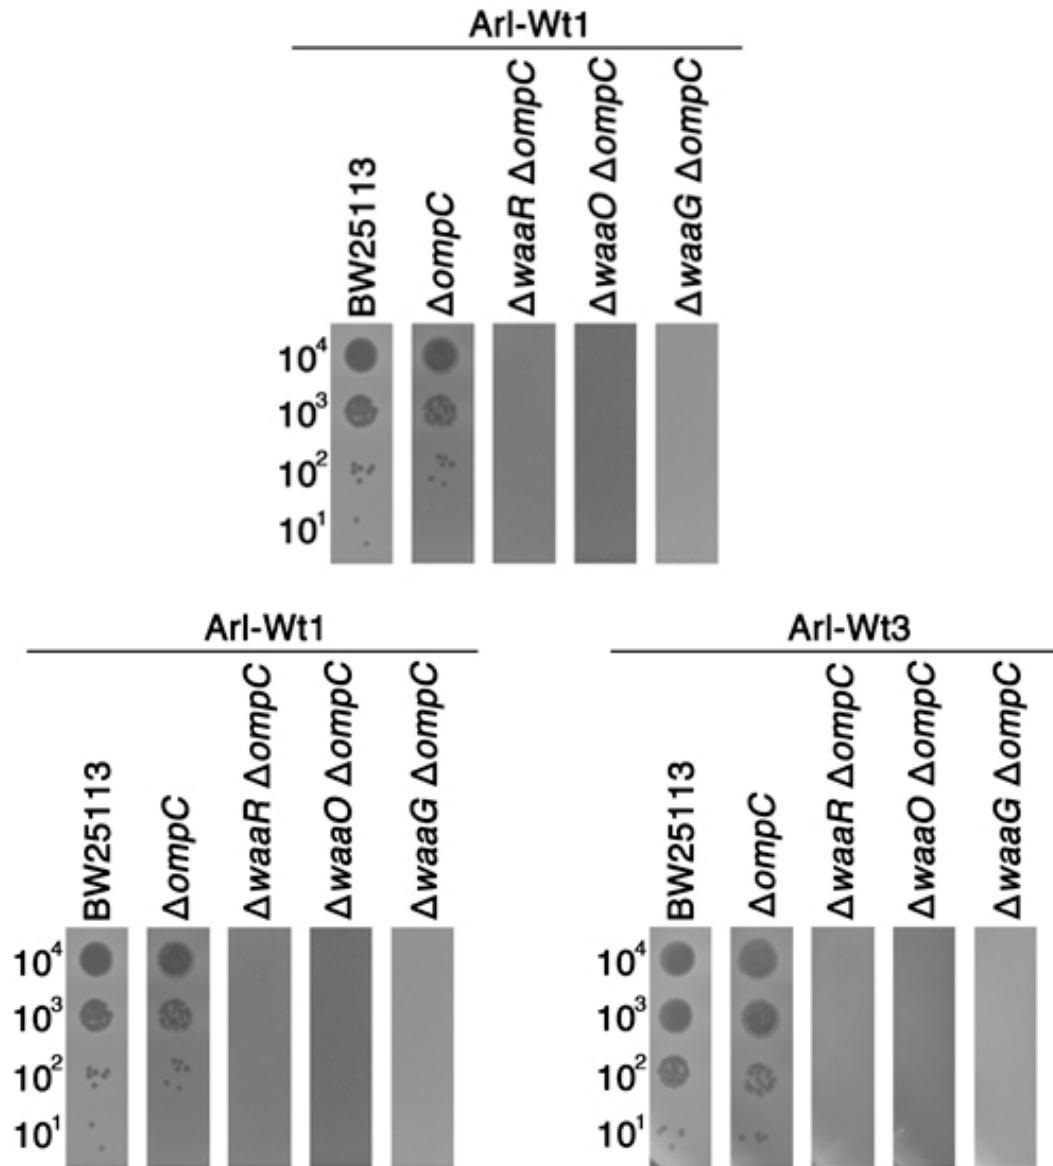 Arl-Wt1
BW25113
ΔompC
ΔwaaR ΔompC
ΔwaaO ΔompC
ΔwaaG ΔompC
10⁴
10³
10²
10¹
Arl-Wt1
BW25113
ΔompC
ΔwaaR ΔompC
ΔwaaO ΔompC
ΔwaaG ΔompC
10⁴
10³
10²
10¹
Arl-Wt3
BW25113
ΔompC
ΔwaaR ΔompC
ΔwaaO ΔompC
ΔwaaG ΔompC
10⁴
10³
10²
10¹